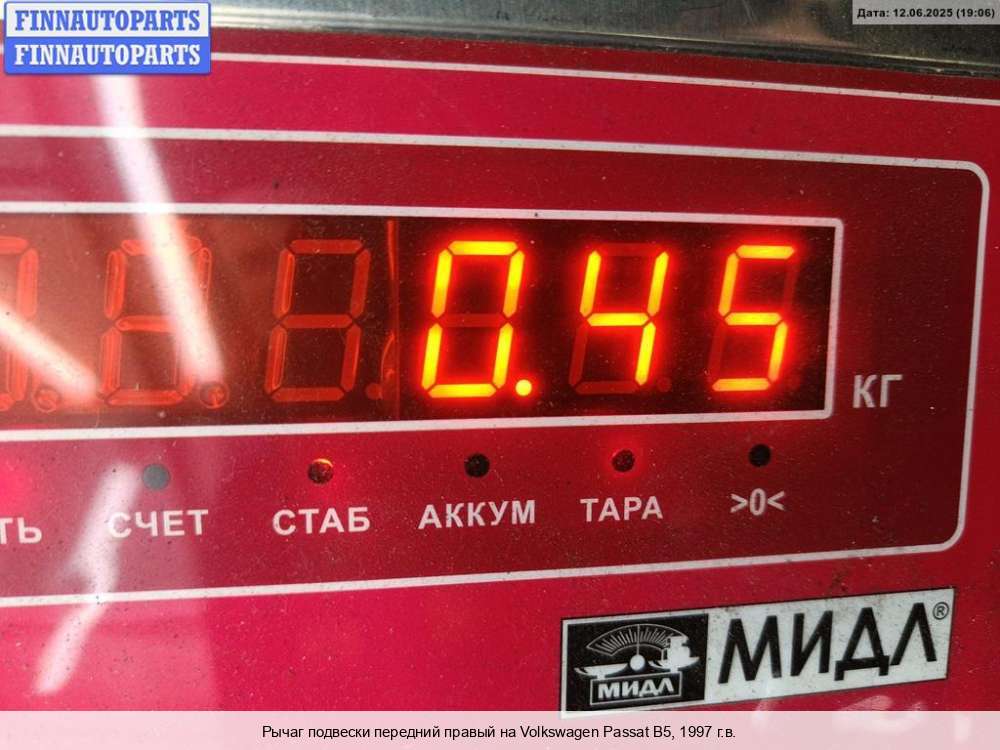 FINNAUTOPARTS
FINNAUTOPARTS
Дата: 12.06.2025 (19:06)
0.45
КГ
ТЬ
СЧЕТ
СТАБ
АККУМ
ТАРА
>0<
МИДЛ
МИДЛ®
Рычаг подвески передний правый на Volkswagen Passat B5, 1997 г.в.